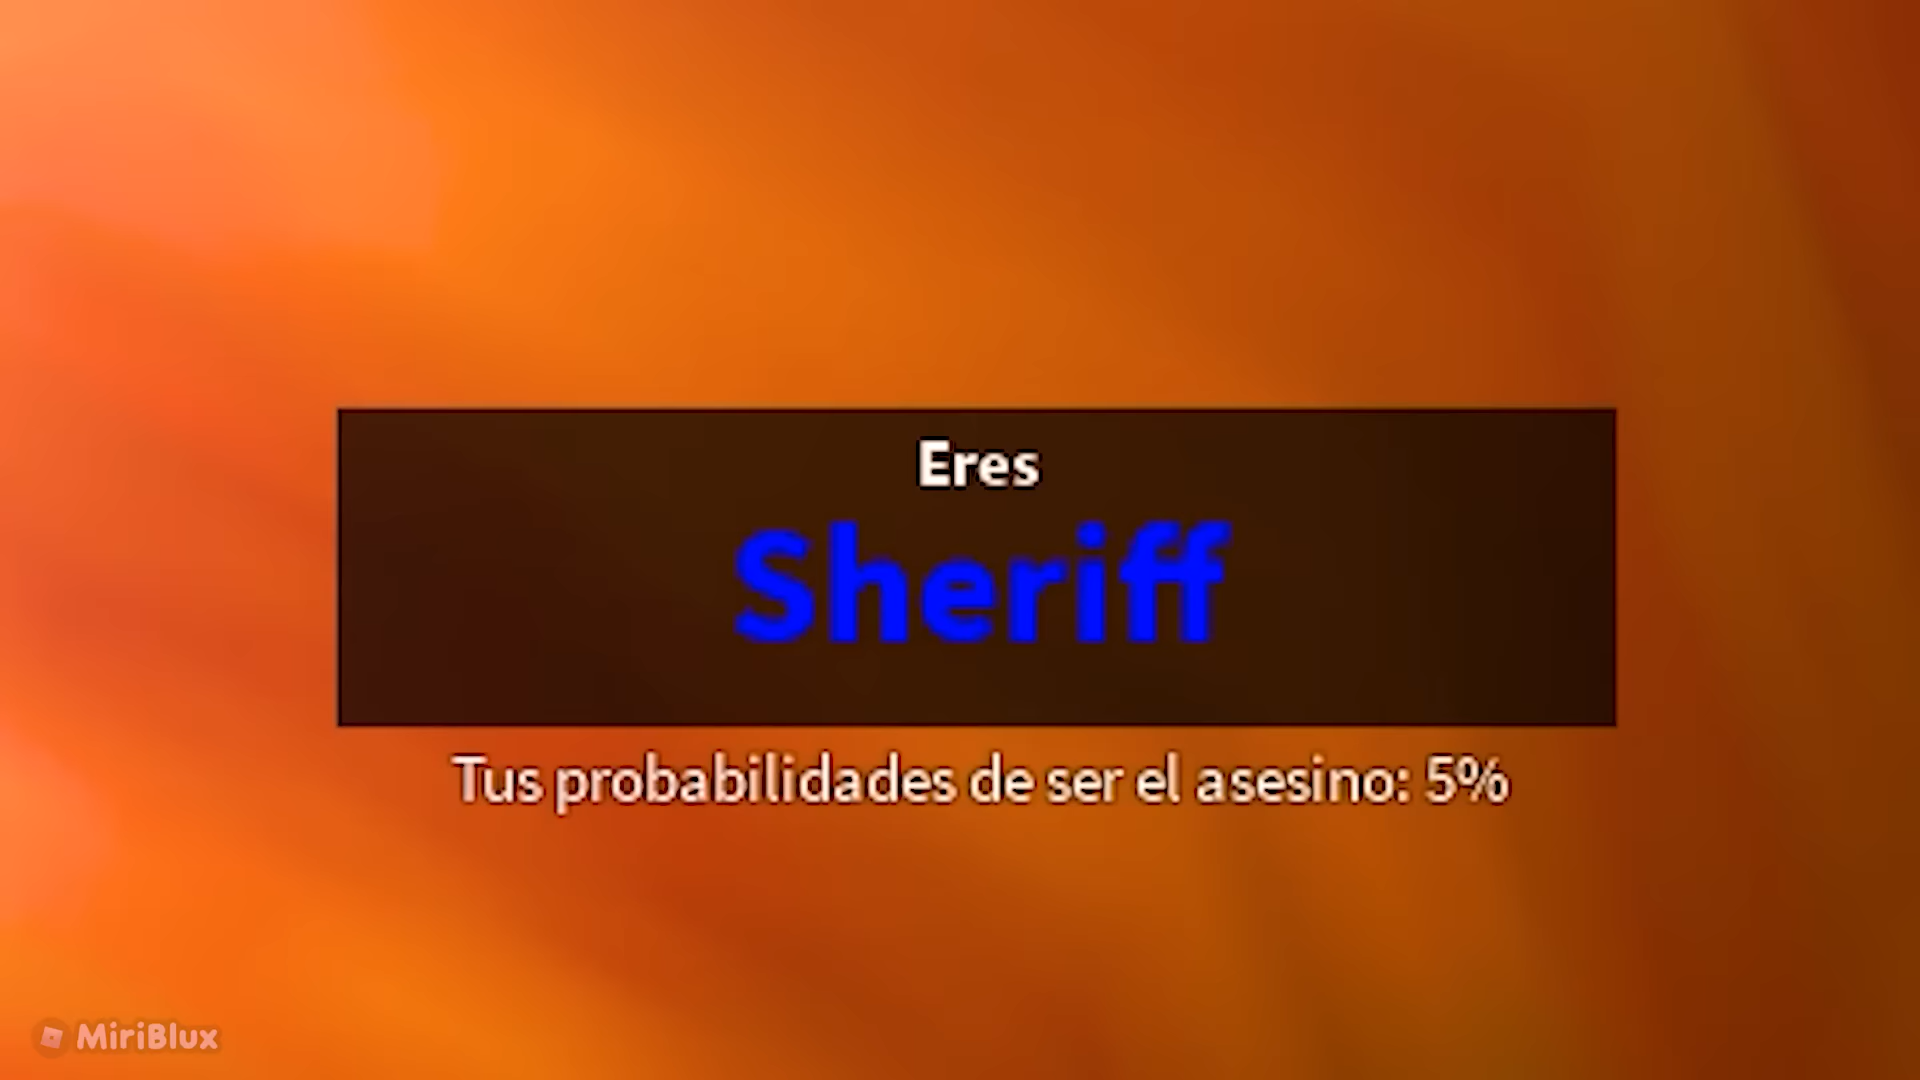 Eres
Sheriff
Tus probabilidades de ser el asesino: 5%
MiriBlux